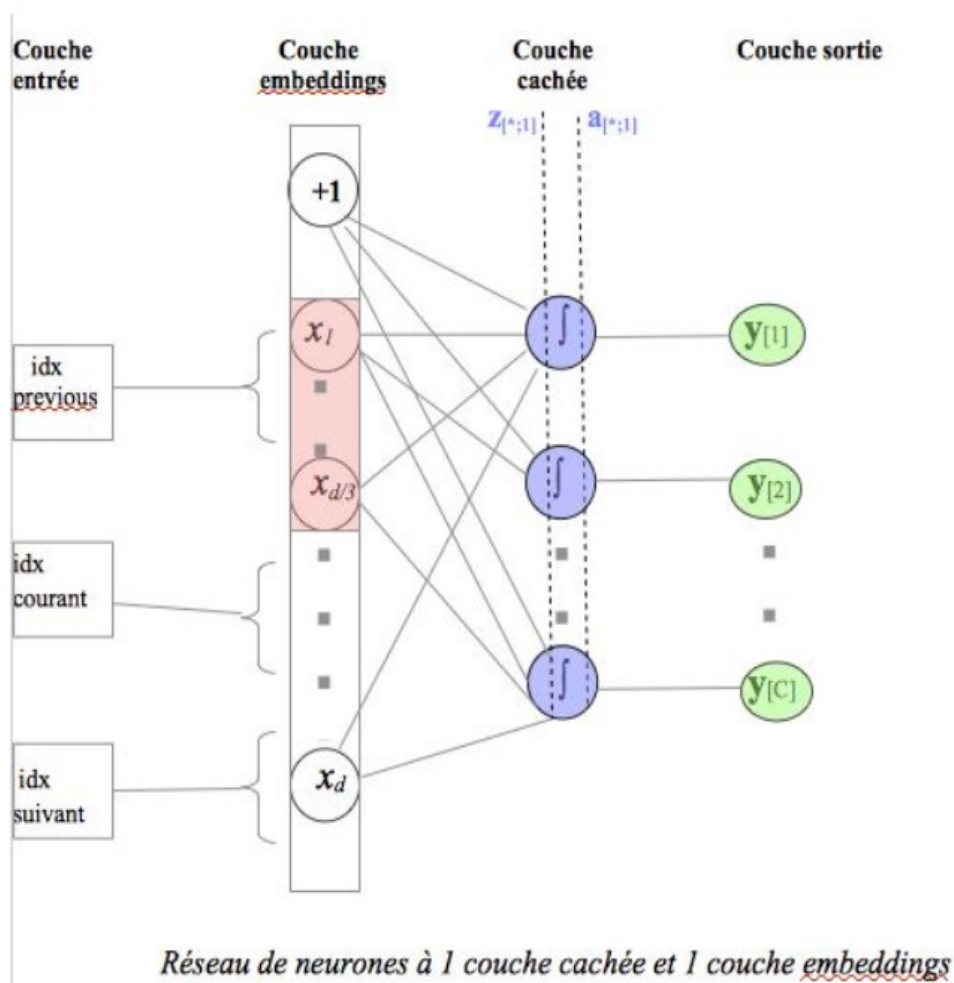 Couche
entrée
Couche
embeddings
Couche
cachée
Couche sortie
z[*;1]
a[*;1]
+1
x1
xd/3
xd
idx
previous
idx
courant
idx
suivant
∫
∫
∫
y[1]
y[2]
y[C]
Réseau de neurones à 1 couche cachée et 1 couche embeddings